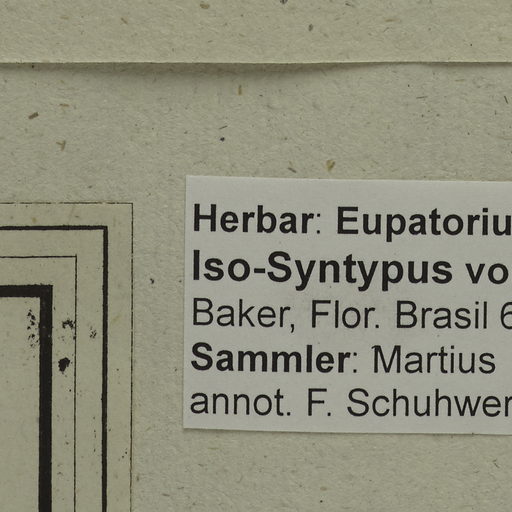 Herbar: Eupatoriu
Iso-Syntypus vo
Baker, Flor. Brasil 6
Sammler: Martius
annot. F. Schuhwer